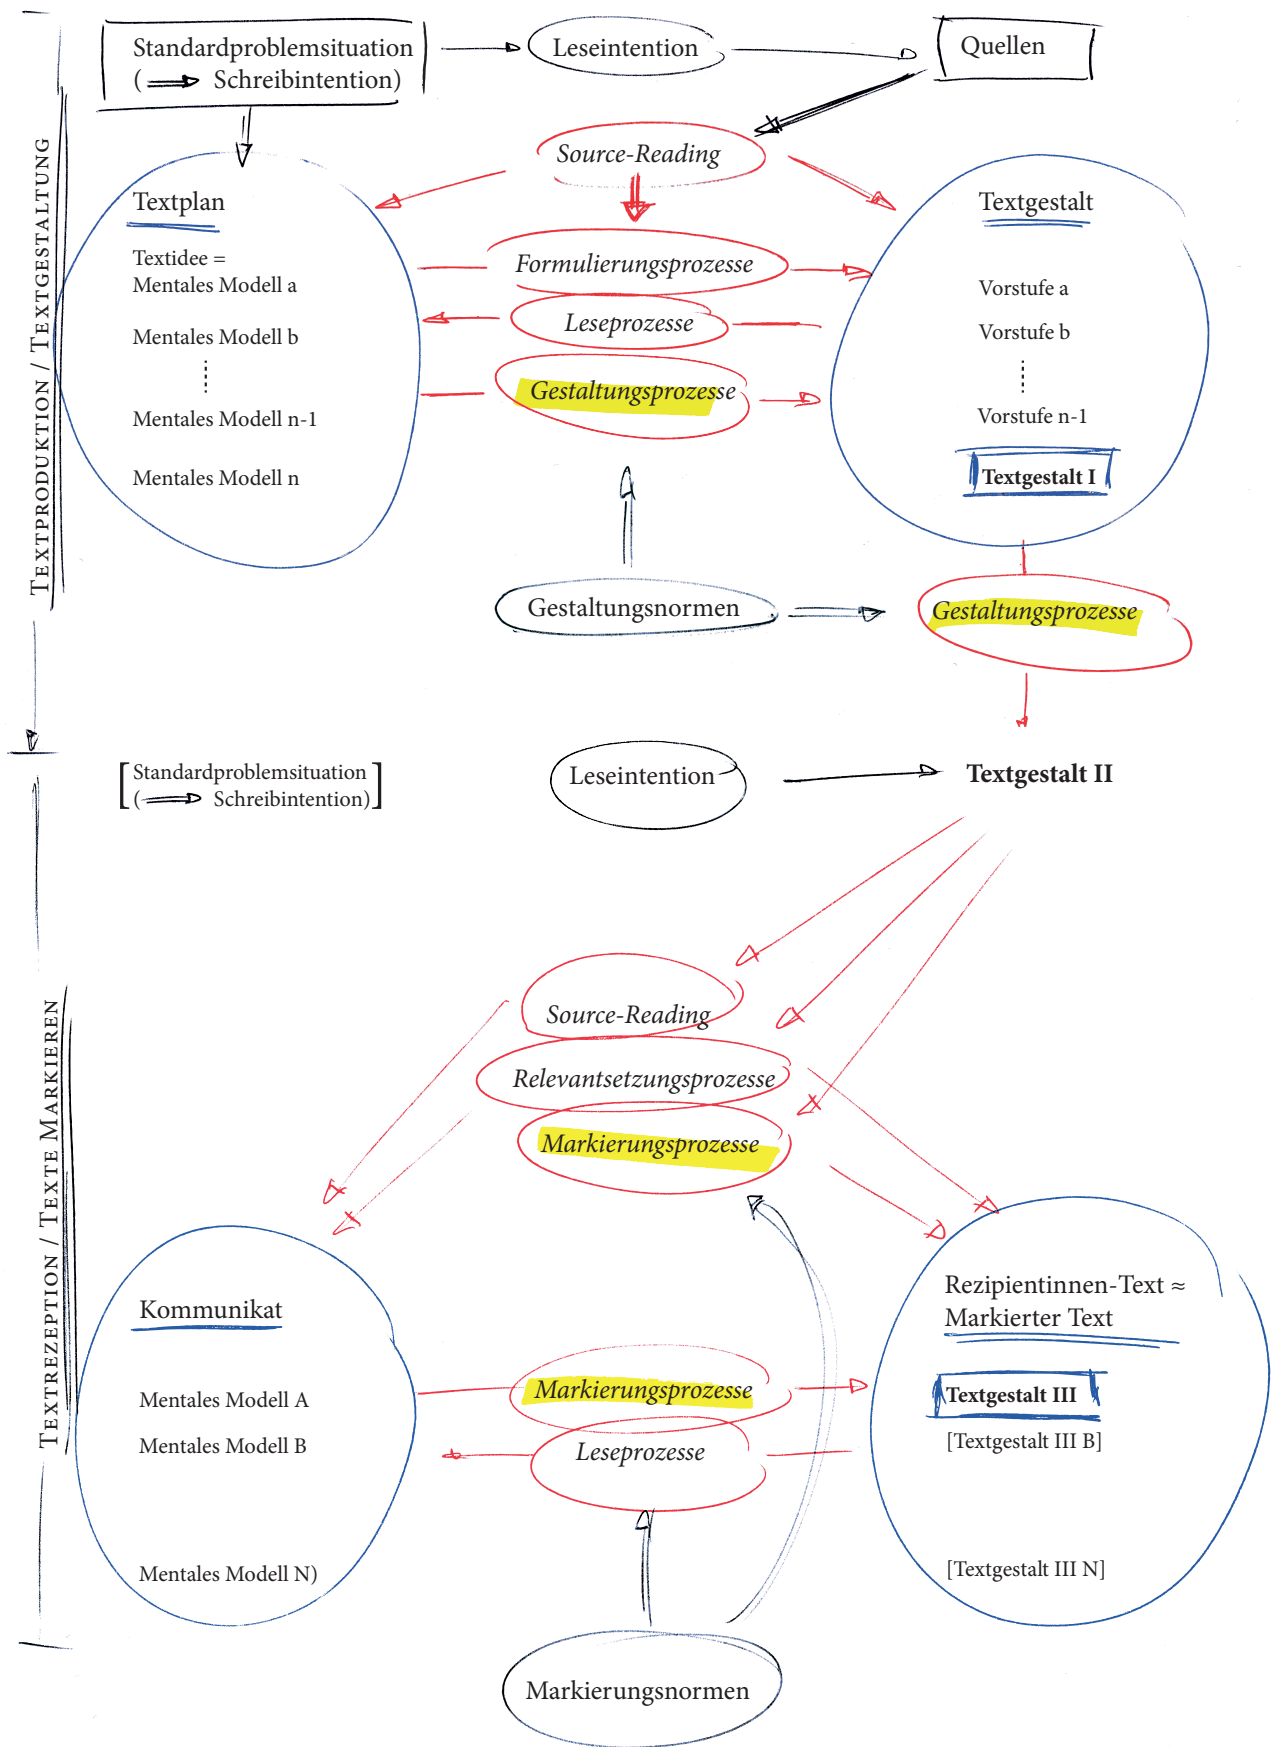 Standardproblemsituation
( Schreibintention)
Leseintention
Quellen
TEXTPRODUKTION / TEXTGESTALTUNG
Source-Reading
Textplan
Textidee =
Mentales Modell a
Mentales Modell b
Mentales Modell n-1
Mentales Modell n
Formulierungsprozesse
Leseprozesse
Gestaltungsprozesse
Textgestalt
Vorstufe a
Vorstufe b
Vorstufe n-1
Textgestalt I
Gestaltungsnormen
Gestaltungsprozesse
[Standardproblemsituation
( Schreibintention)]
Leseintention
Textgestalt II
TEXTREZEPTION / TEXTE MARKIEREN
Source-Reading
Relevantsetzungsprozesse
Markierungsprozesse
Kommunikat
Mentales Modell A
Mentales Modell B
Mentales Modell N)
Markierungsprozesse
Leseprozesse
Rezipientinnen-Text ≈
Markierter Text
Textgestalt III
[Textgestalt III B]
[Textgestalt III N]
Markierungsnormen